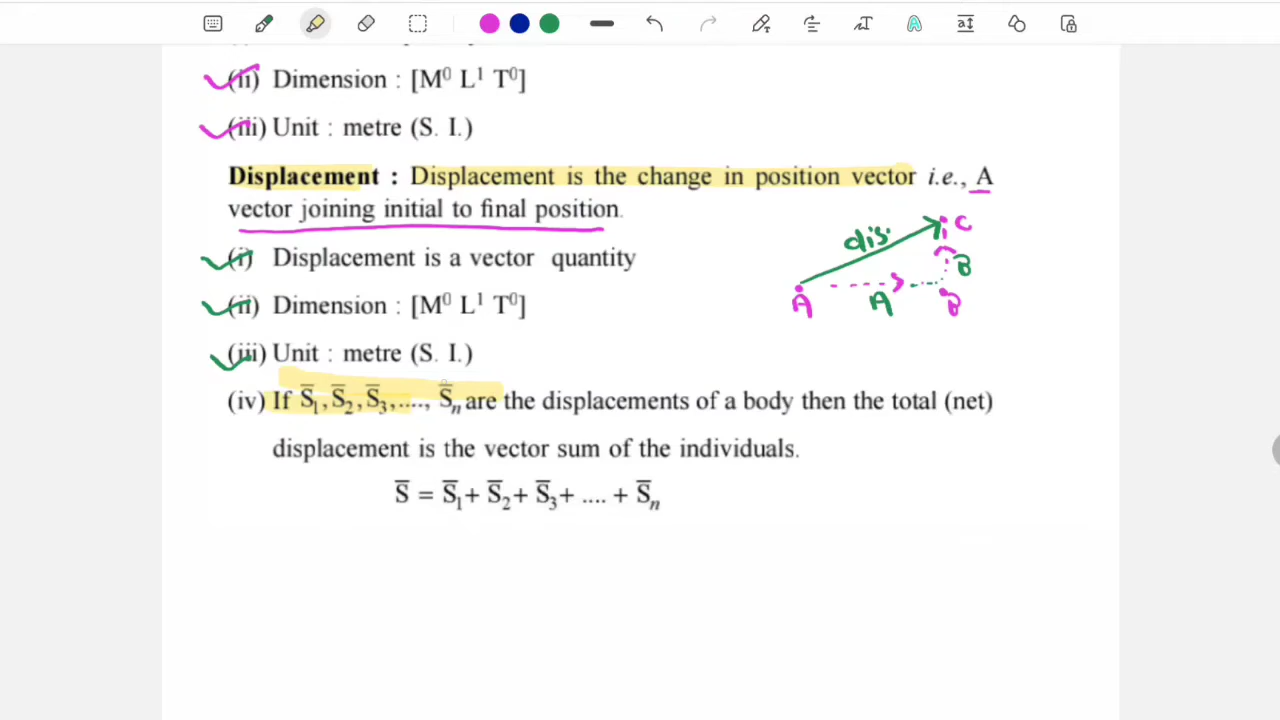 (ii) Dimension : [M⁰ L¹ T⁰]
(iii) Unit : metre (S. I.)
Displacement : Displacement is the change in position vector i.e., A
vector joining initial to final position.
(i) Displacement is a vector quantity
(ii) Dimension : [M⁰ L¹ T⁰]
(iii) Unit : metre (S. I.)
(iv) If S̅₁, S̅₂, S̅₃, ...., S̅ₙ are the displacements of a body then the total (net)
displacement is the vector sum of the individuals.
S̅ = S̅₁+ S̅₂+ S̅₃+ .... + S̅ₙ
C
dis.
B
A
A
B